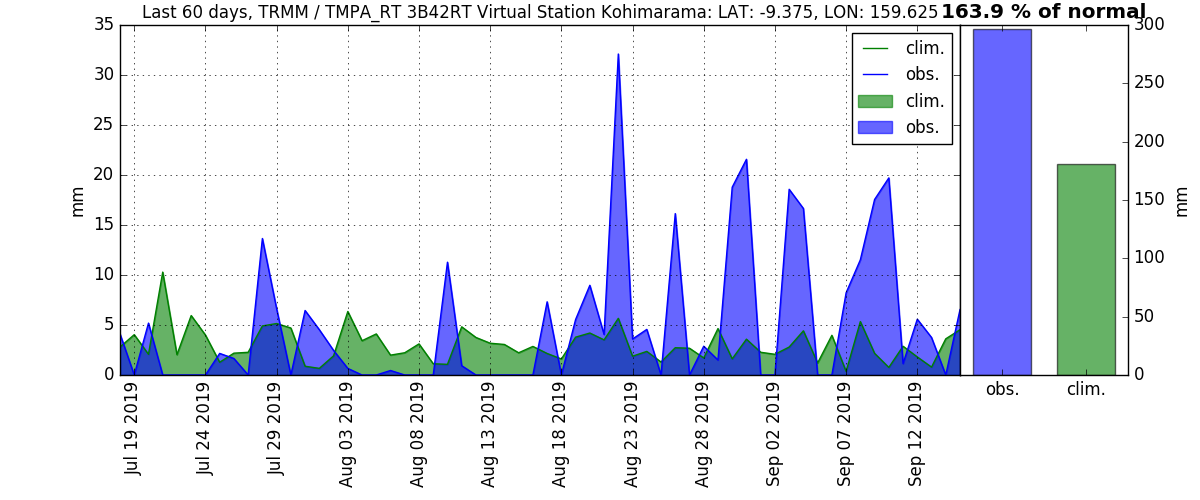 Last 60 days, TRMM / TMPA_RT 3B42RT Virtual Station Kohimarama: LAT: -9.375, LON: 159.625 163.9 % of normal
35
30
25
20
15
10
5
0
mm
clim.
obs.
clim.
obs.
Jul 19 2019
Jul 24 2019
Jul 29 2019
Aug 03 2019
Aug 08 2019
Aug 13 2019
Aug 18 2019
Aug 23 2019
Aug 28 2019
Sep 02 2019
Sep 07 2019
Sep 12 2019
300
250
200
150
100
50
0
mm
obs. clim.